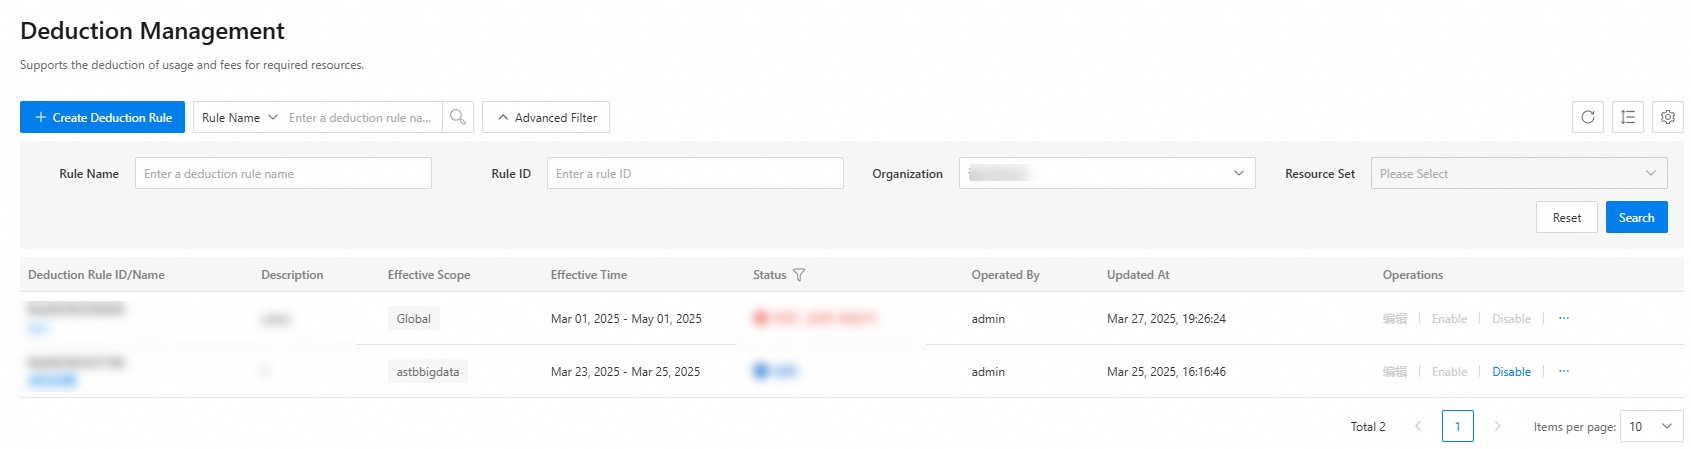 Deduction Management
Supports the deduction of usage and fees for required resources.
Create Deduction Rule Rule Name Enter a deduction rule na... Advanced Filter
Rule Name Enter a deduction rule name Rule ID Enter a rule ID Organization Resource Set Please Select
Reset Search
Deduction Rule ID/Name Description Effective Scope Effective Time Status Operated By Updated At Operations
Global Mar 01, 2025 - May 01, 2025 admin Mar 27, 2025, 19:26:24 编辑 Enable Disable ...
astbbigdata Mar 23, 2025 - Mar 25, 2025 admin Mar 25, 2025, 16:16:46 编辑 Enable Disable ...
Total 2 1 Items per page: 10